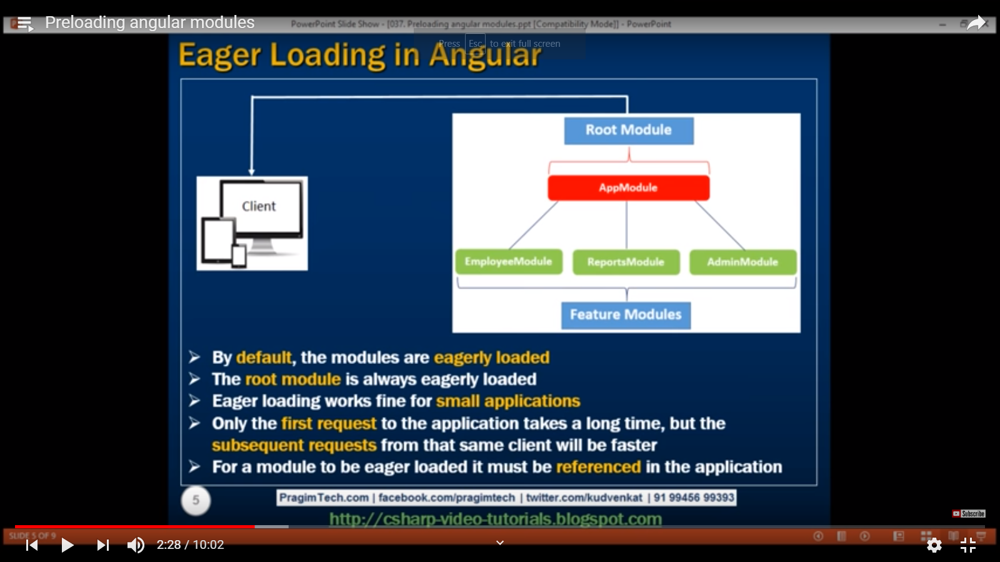 Preloading angular modules
PowerPoint Slide Show - [037. Preloading angular modules.ppt [Compatibility Mode]] - PowerPoint
Press Esc to exit full screen
Eager Loading in Angular
Root Module
AppModule
Client
EmployeeModule ReportsModule AdminModule
Feature Modules
By default, the modules are eagerly loaded
The root module is always eagerly loaded
Eager loading works fine for small applications
Only the first request to the application takes a long time, but the
subsequent requests from that same client will be faster
For a module to be eager loaded it must be referenced in the application
5
PragimTech.com | facebook.com/pragimtech | twitter.com/kudvenkat | 91 99456 99393
http://csharp-video-tutorials.blogspot.com
Subscribe
SLIDE 5 OF 9
2:28 / 10:02